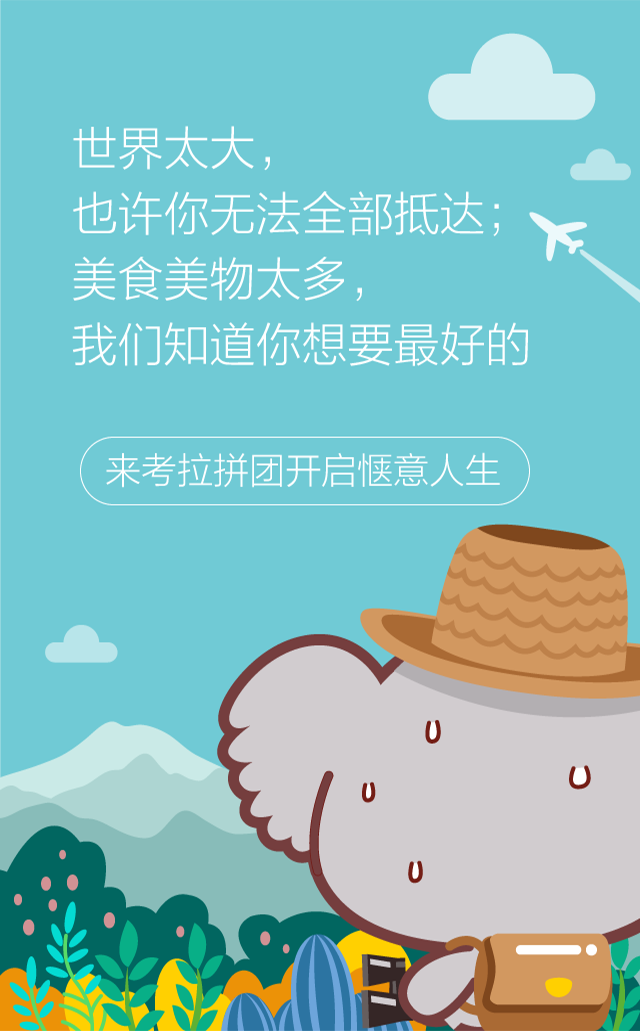 世界太大，
也许你无法全部抵达；
美食美物太多，
我们知道你想要最好的
来考拉拼团开启惬意人生